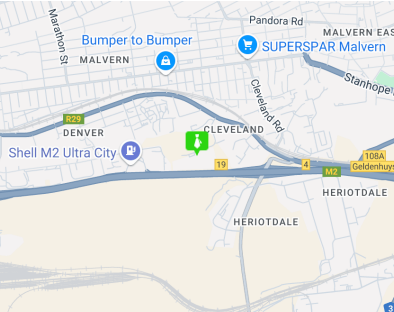 Pandora Rd
Marathon St
MALVERN EAS
Bumper to Bumper
SUPERSPAR Malvern
MALVERN
Stanhope
Cleveland Rd
R29
CLEVELAND
DENVER
Shell M2 Ultra City
19
4
108A
Geldenhuys
M2
HERIOTDALE
HERIOTDALE
3